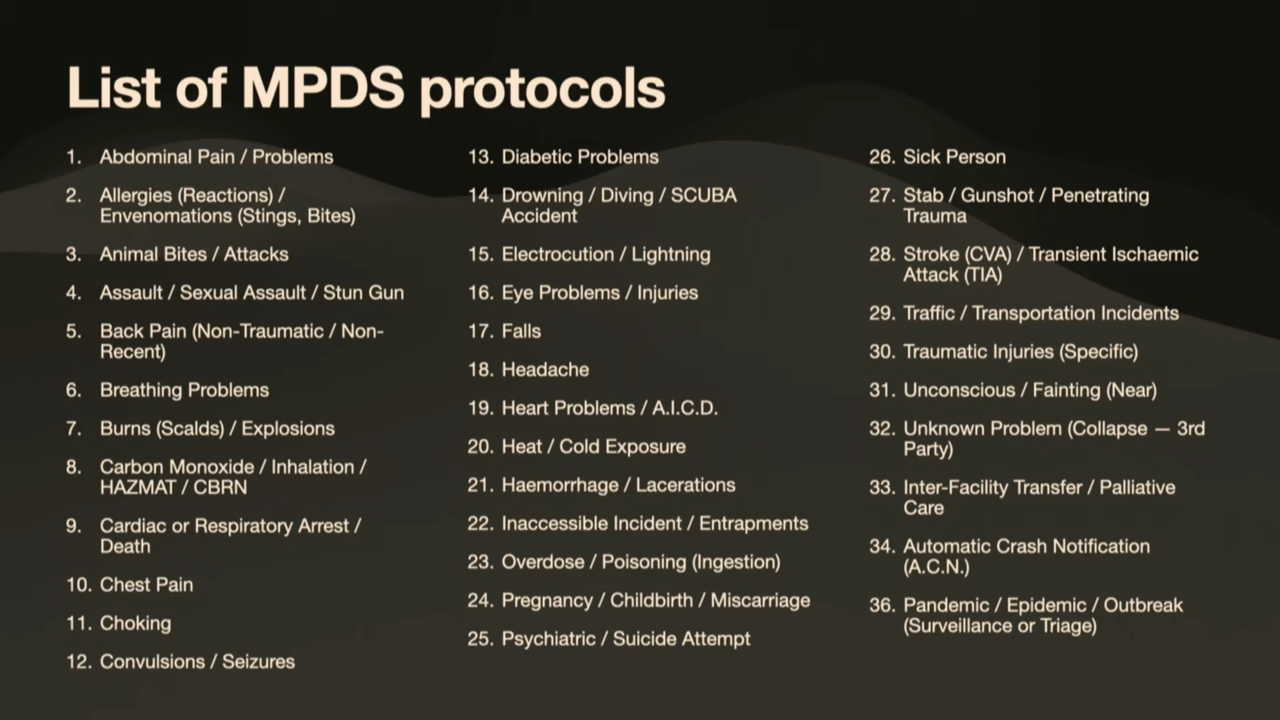 List of MPDS protocols
1. Abdominal Pain / Problems
2. Allergies (Reactions) /
Envenomations (Stings, Bites)
3. Animal Bites / Attacks
4. Assault / Sexual Assault / Stun Gun
5. Back Pain (Non-Traumatic / Non-
Recent)
6. Breathing Problems
7. Burns (Scalds) / Explosions
8. Carbon Monoxide / Inhalation /
HAZMAT / CBRN
9. Cardiac or Respiratory Arrest /
Death
10. Chest Pain
11. Choking
12. Convulsions / Seizures
13. Diabetic Problems
14. Drowning / Diving / SCUBA
Accident
15. Electrocution / Lightning
16. Eye Problems / Injuries
17. Falls
18. Headache
19. Heart Problems / A.I.C.D.
20. Heat / Cold Exposure
21. Haemorrhage / Lacerations
22. Inaccessible Incident / Entrapments
23. Overdose / Poisoning (Ingestion)
24. Pregnancy / Childbirth / Miscarriage
25. Psychiatric / Suicide Attempt
26. Sick Person
27. Stab / Gunshot / Penetrating
Trauma
28. Stroke (CVA) / Transient Ischaemic
Attack (TIA)
29. Traffic / Transportation Incidents
30. Traumatic Injuries (Specific)
31. Unconscious / Fainting (Near)
32. Unknown Problem (Collapse — 3rd
Party)
33. Inter-Facility Transfer / Palliative
Care
34. Automatic Crash Notification
(A.C.N.)
36. Pandemic / Epidemic / Outbreak
(Surveillance or Triage)